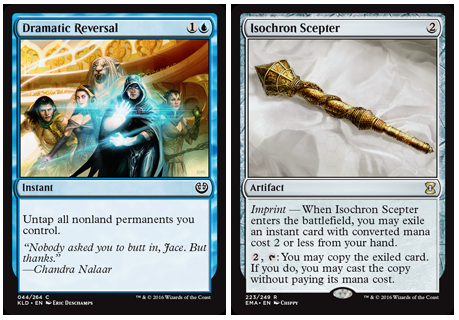 Dramatic Reversal 1
Instant
Untap all nonland permanents you
control.
“Nobody asked you to butt in, Jace. But
thanks.”
—Chandra Nalaar
044/264 C
KLD • EN ERIC DESCHAMPS
™ & © 2016 Wizards of the Coast
Isochron Scepter 2
Artifact
Imprint — When Isochron Scepter
enters the battlefield, you may exile
an instant card with converted mana
cost 2 or less from your hand.
2, : You may copy the exiled card.
If you do, you may cast the copy
without paying its mana cost.
223/249 R
EMA • EN CHIPPY
™ & © 2016 Wizards of the Coast